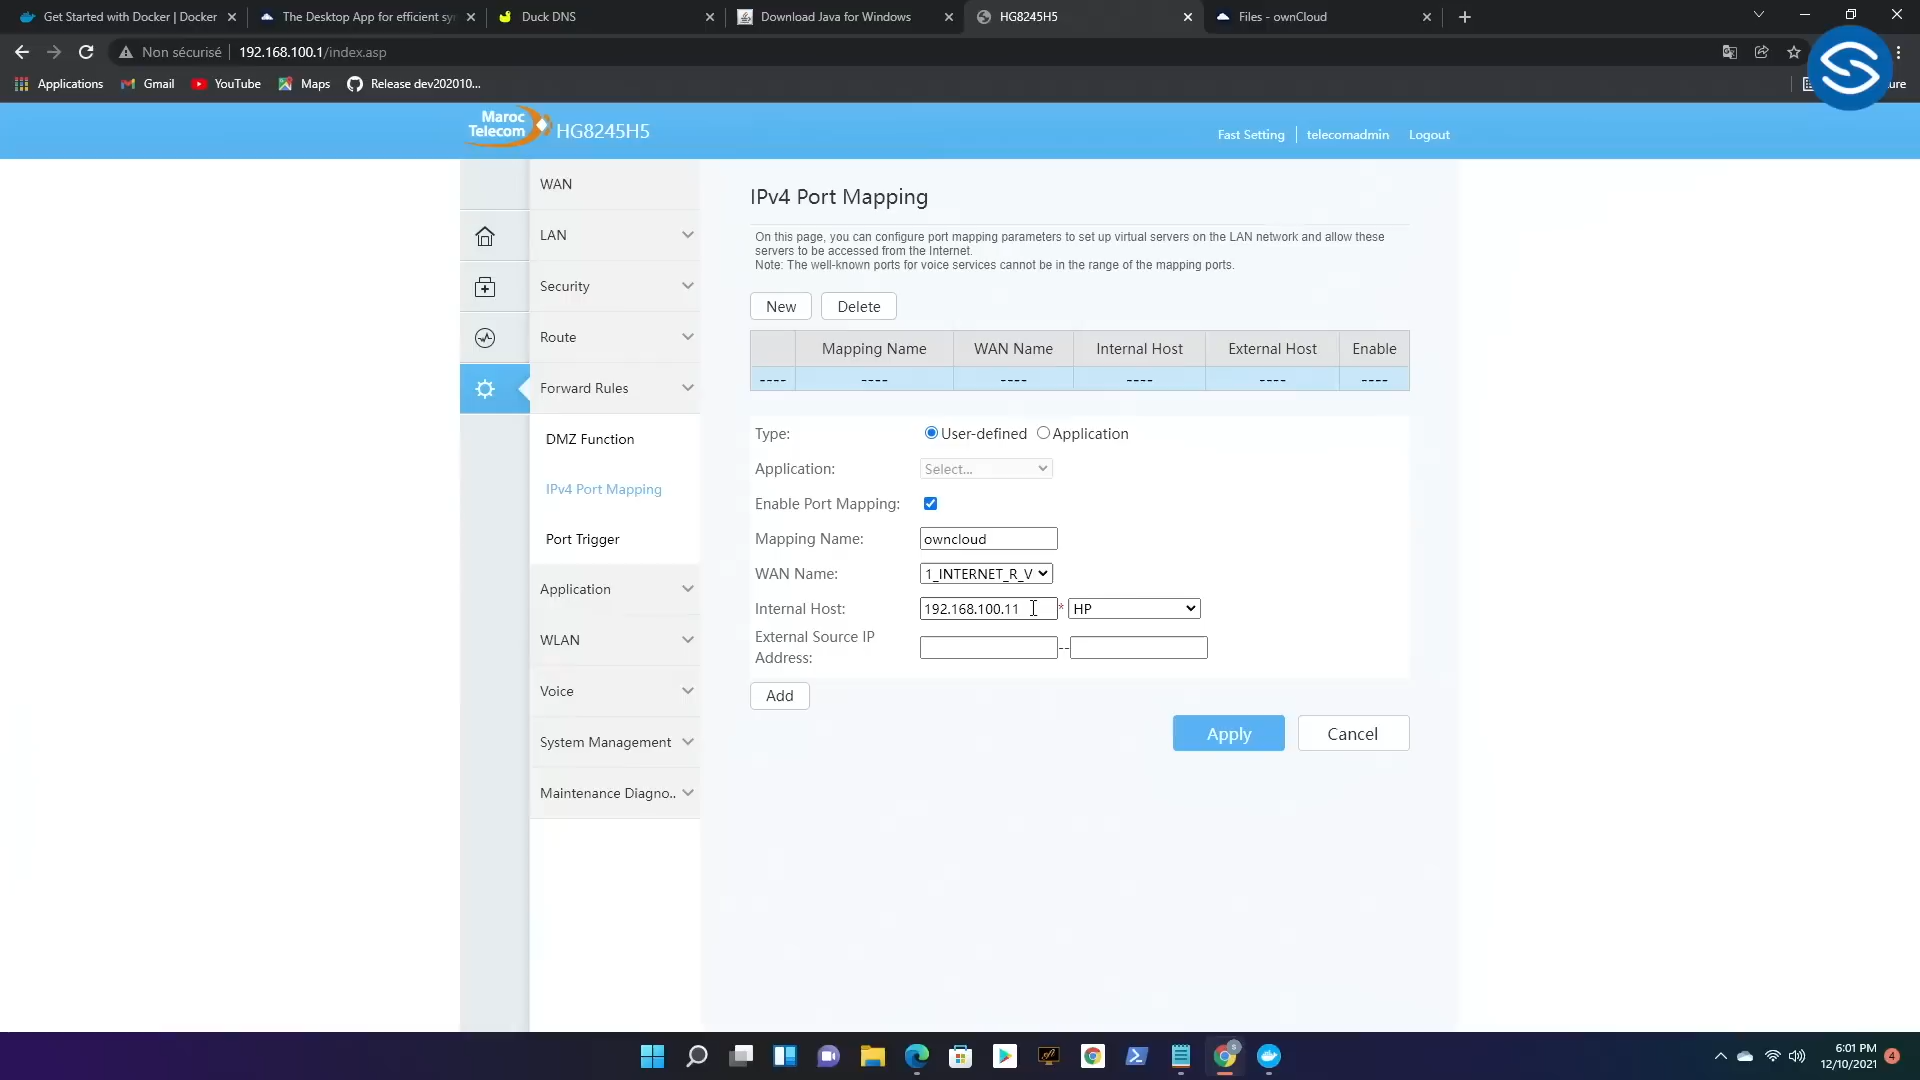 Get Started with Docker | Docker
The Desktop App for efficient syn
Duck DNS
Download Java for Windows
HG8245H5
Files - ownCloud
Non sécurisé
192.168.100.1/index.asp
Applications
Gmail
YouTube
Maps
Release dev202010...
ure
Maroc
Telecom
HG8245H5
Fast Setting
telecomadmin
Logout
WAN
LAN
Security
Route
Forward Rules
DMZ Function
IPv4 Port Mapping
Port Trigger
Application
WLAN
Voice
System Management
Maintenance Diagno..
IPv4 Port Mapping
On this page, you can configure port mapping parameters to set up virtual servers on the LAN network and allow these
servers to be accessed from the Internet.
Note: The well-known ports for voice services cannot be in the range of the mapping ports.
New Delete
Mapping Name WAN Name Internal Host External Host Enable
---- ---- ---- ---- ---- ----
Type: User-defined Application
Application: Select...
Enable Port Mapping:
Mapping Name: owncloud
WAN Name: 1_INTERNET_R_V
Internal Host: 192.168.100.11 * HP
External Source IP
Address: --
Add
Apply Cancel
6:01 PM
12/10/2021
4